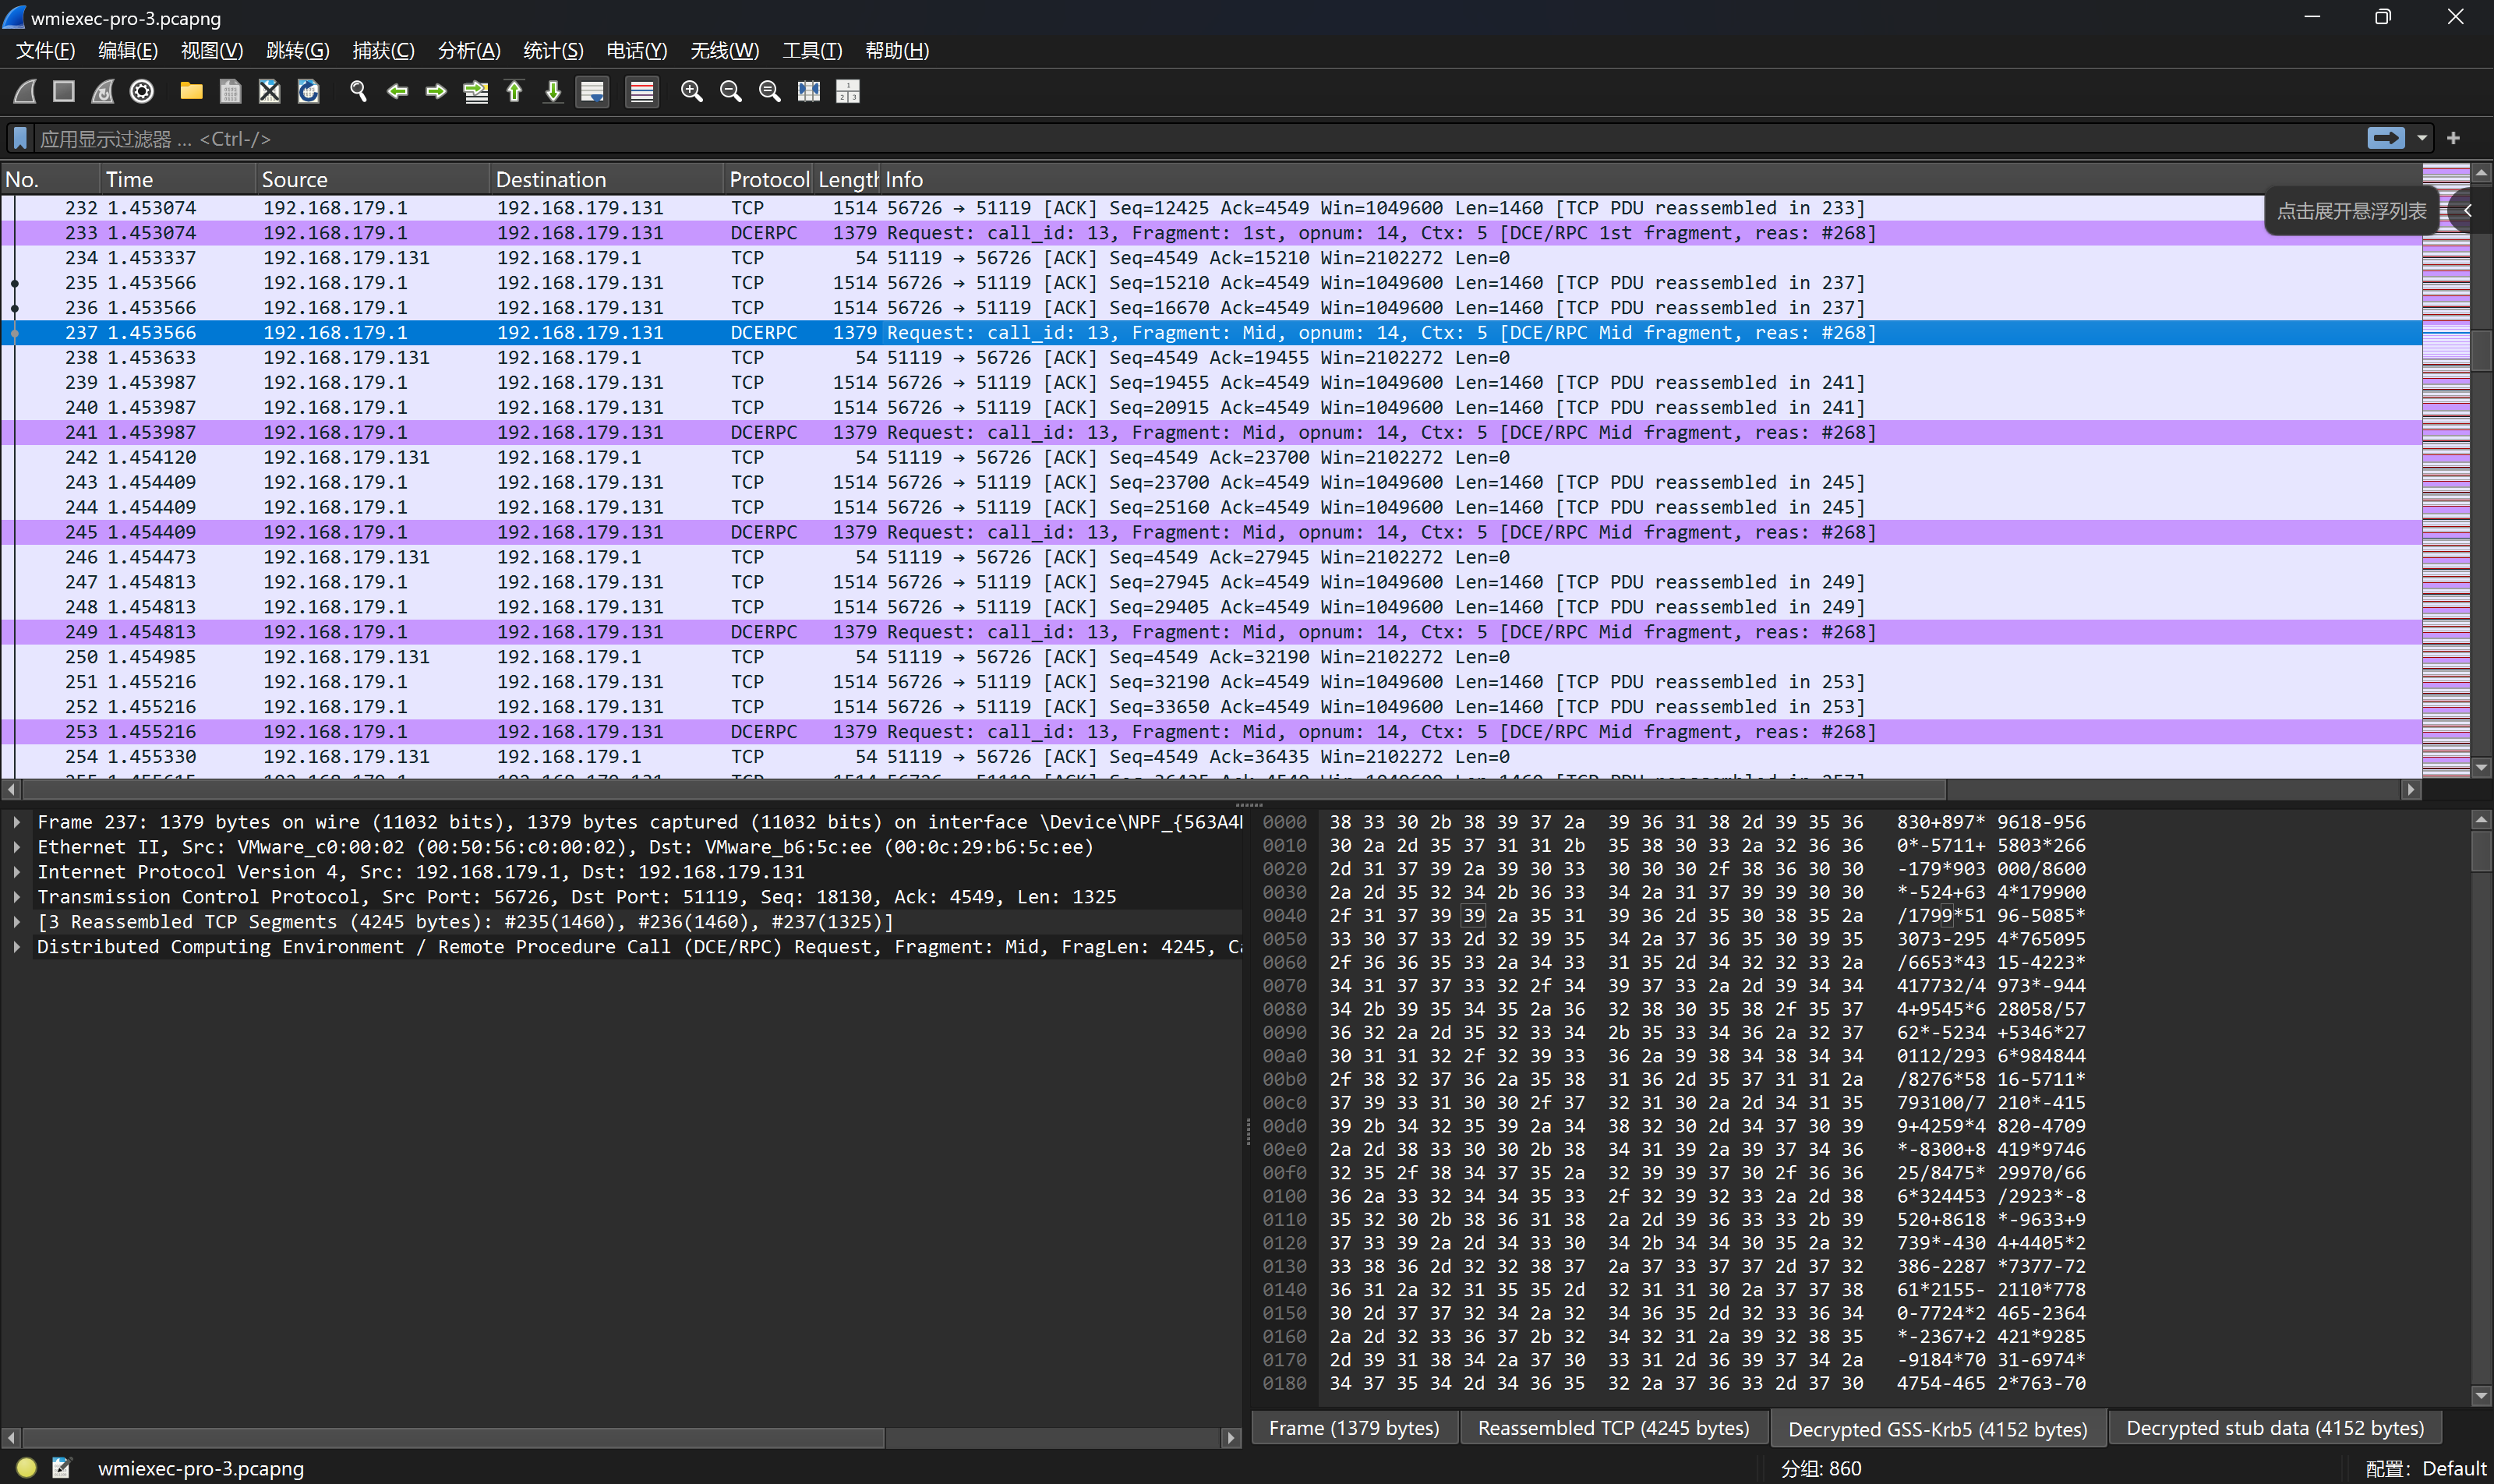 wmiexec-pro-3.pcapng
文件(F) 编辑(E) 视图(V) 跳转(G) 捕获(C) 分析(A) 统计(S) 电话(Y) 无线(W) 工具(T) 帮助(H)
应用显示过滤器 … <Ctrl-/>
No. Time Source Destination Protocol Length Info
点击展开悬浮列表
232 1.453074 192.168.179.1 192.168.179.131 TCP 1514 56726 → 51119 [ACK] Seq=12425 Ack=4549 Win=1049600 Len=1460 [TCP PDU reassembled in 233]
233 1.453074 192.168.179.1 192.168.179.131 DCERPC 1379 Request: call_id: 13, Fragment: 1st, opnum: 14, Ctx: 5 [DCE/RPC 1st fragment, reas: #268]
234 1.453337 192.168.179.131 192.168.179.1 TCP 54 51119 → 56726 [ACK] Seq=4549 Ack=15210 Win=2102272 Len=0
235 1.453566 192.168.179.1 192.168.179.131 TCP 1514 56726 → 51119 [ACK] Seq=15210 Ack=4549 Win=1049600 Len=1460 [TCP PDU reassembled in 237]
236 1.453566 192.168.179.1 192.168.179.131 TCP 1514 56726 → 51119 [ACK] Seq=16670 Ack=4549 Win=1049600 Len=1460 [TCP PDU reassembled in 237]
237 1.453566 192.168.179.1 192.168.179.131 DCERPC 1379 Request: call_id: 13, Fragment: Mid, opnum: 14, Ctx: 5 [DCE/RPC Mid fragment, reas: #268]
238 1.453633 192.168.179.131 192.168.179.1 TCP 54 51119 → 56726 [ACK] Seq=4549 Ack=19455 Win=2102272 Len=0
239 1.453987 192.168.179.1 192.168.179.131 TCP 1514 56726 → 51119 [ACK] Seq=19455 Ack=4549 Win=1049600 Len=1460 [TCP PDU reassembled in 241]
240 1.453987 192.168.179.1 192.168.179.131 TCP 1514 56726 → 51119 [ACK] Seq=20915 Ack=4549 Win=1049600 Len=1460 [TCP PDU reassembled in 241]
241 1.453987 192.168.179.1 192.168.179.131 DCERPC 1379 Request: call_id: 13, Fragment: Mid, opnum: 14, Ctx: 5 [DCE/RPC Mid fragment, reas: #268]
242 1.454120 192.168.179.131 192.168.179.1 TCP 54 51119 → 56726 [ACK] Seq=4549 Ack=23700 Win=2102272 Len=0
243 1.454409 192.168.179.1 192.168.179.131 TCP 1514 56726 → 51119 [ACK] Seq=23700 Ack=4549 Win=1049600 Len=1460 [TCP PDU reassembled in 245]
244 1.454409 192.168.179.1 192.168.179.131 TCP 1514 56726 → 51119 [ACK] Seq=25160 Ack=4549 Win=1049600 Len=1460 [TCP PDU reassembled in 245]
245 1.454409 192.168.179.1 192.168.179.131 DCERPC 1379 Request: call_id: 13, Fragment: Mid, opnum: 14, Ctx: 5 [DCE/RPC Mid fragment, reas: #268]
246 1.454473 192.168.179.131 192.168.179.1 TCP 54 51119 → 56726 [ACK] Seq=4549 Ack=27945 Win=2102272 Len=0
247 1.454813 192.168.179.1 192.168.179.131 TCP 1514 56726 → 51119 [ACK] Seq=27945 Ack=4549 Win=1049600 Len=1460 [TCP PDU reassembled in 249]
248 1.454813 192.168.179.1 192.168.179.131 TCP 1514 56726 → 51119 [ACK] Seq=29405 Ack=4549 Win=1049600 Len=1460 [TCP PDU reassembled in 249]
249 1.454813 192.168.179.1 192.168.179.131 DCERPC 1379 Request: call_id: 13, Fragment: Mid, opnum: 14, Ctx: 5 [DCE/RPC Mid fragment, reas: #268]
250 1.454985 192.168.179.131 192.168.179.1 TCP 54 51119 → 56726 [ACK] Seq=4549 Ack=32190 Win=2102272 Len=0
251 1.455216 192.168.179.1 192.168.179.131 TCP 1514 56726 → 51119 [ACK] Seq=32190 Ack=4549 Win=1049600 Len=1460 [TCP PDU reassembled in 253]
252 1.455216 192.168.179.1 192.168.179.131 TCP 1514 56726 → 51119 [ACK] Seq=33650 Ack=4549 Win=1049600 Len=1460 [TCP PDU reassembled in 253]
253 1.455216 192.168.179.1 192.168.179.131 DCERPC 1379 Request: call_id: 13, Fragment: Mid, opnum: 14, Ctx: 5 [DCE/RPC Mid fragment, reas: #268]
254 1.455330 192.168.179.131 192.168.179.1 TCP 54 51119 → 56726 [ACK] Seq=4549 Ack=36435 Win=2102272 Len=0
Frame 237: 1379 bytes on wire (11032 bits), 1379 bytes captured (11032 bits) on interface \Device\NPF_{563A4
Ethernet II, Src: VMware_c0:00:02 (00:50:56:c0:00:02), Dst: VMware_b6:5c:ee (00:0c:29:b6:5c:ee)
Internet Protocol Version 4, Src: 192.168.179.1, Dst: 192.168.179.131
Transmission Control Protocol, Src Port: 56726, Dst Port: 51119, Seq: 18130, Ack: 4549, Len: 1325
[3 Reassembled TCP Segments (4245 bytes): #235(1460), #236(1460), #237(1325)]
Distributed Computing Environment / Remote Procedure Call (DCE/RPC) Request, Fragment: Mid, FragLen: 4245, C
0000 38 33 30 2b 38 39 37 2a 39 36 31 38 2d 39 35 36 830+897* 9618-956
0010 30 2a 2d 35 37 31 31 2b 35 38 30 33 2a 32 36 36 0*-5711+ 5803*266
0020 2d 31 37 39 2a 39 30 33 30 30 30 2f 38 36 30 30 -179*903 000/8600
0030 2a 2d 35 32 34 2b 36 33 34 2a 31 37 39 39 30 30 *-524+63 4*179900
0040 2f 31 37 39 39 2a 35 31 39 36 2d 35 30 38 35 2a /1799*51 96-5085*
0050 33 30 37 33 2d 32 39 35 34 2a 37 36 35 30 39 35 3073-295 4*765095
0060 2f 36 36 35 33 2a 34 33 31 35 2d 34 32 32 33 2a /6653*43 15-4223*
0070 34 31 37 37 33 32 2f 34 39 37 33 2a 2d 39 34 34 417732/4 973*-944
0080 34 2b 39 35 34 35 2a 36 32 38 30 35 38 2f 35 37 4+9545*6 28058/57
0090 36 32 2a 2d 35 32 33 34 2b 35 33 34 36 2a 32 37 62*-5234 +5346*27
00a0 30 31 31 32 2f 32 39 33 36 2a 39 38 34 38 34 34 0112/293 6*984844
00b0 2f 38 32 37 36 2a 35 38 31 36 2d 35 37 31 31 2a /8276*58 16-5711*
00c0 37 39 33 31 30 30 2f 37 32 31 30 2a 2d 34 31 35 793100/7 210*-415
00d0 39 2b 34 32 35 39 2a 34 38 32 30 2d 34 37 30 39 9+4259*4 820-4709
00e0 2a 2d 38 33 30 30 2b 38 34 31 39 2a 39 37 34 36 *-8300+8 419*9746
00f0 32 35 2f 38 34 37 35 2a 32 39 39 37 30 2f 36 36 25/8475* 29970/66
0100 36 2a 33 32 34 34 35 33 2f 32 39 32 33 2a 2d 38 6*324453 /2923*-8
0110 35 32 30 2b 38 36 31 38 2a 2d 39 36 33 33 2b 39 520+8618 *-9633+9
0120 37 33 39 2a 2d 34 33 30 34 2b 34 34 30 35 2a 32 739*-430 4+4405*2
0130 33 38 36 2d 32 32 38 37 2a 37 33 37 37 2d 37 32 386-2287 *7377-72
0140 36 31 2a 32 31 35 35 2d 32 31 31 30 2a 37 37 38 61*2155- 2110*778
0150 30 2d 37 37 32 34 2a 32 34 36 35 2d 32 33 36 34 0-7724*2 465-2364
0160 2a 2d 32 33 36 37 2b 32 34 32 31 2a 39 32 38 35 *-2367+2 421*9285
0170 2d 39 31 38 34 2a 37 30 33 31 2d 36 39 37 34 2a -9184*70 31-6974*
0180 34 37 35 34 2d 34 36 35 32 2a 37 36 33 2d 37 30 4754-465 2*763-70
Frame (1379 bytes) Reassembled TCP (4245 bytes) Decrypted GSS-Krb5 (4152 bytes) Decrypted stub data (4152 bytes)
wmiexec-pro-3.pcapng 分组: 860 配置: Default